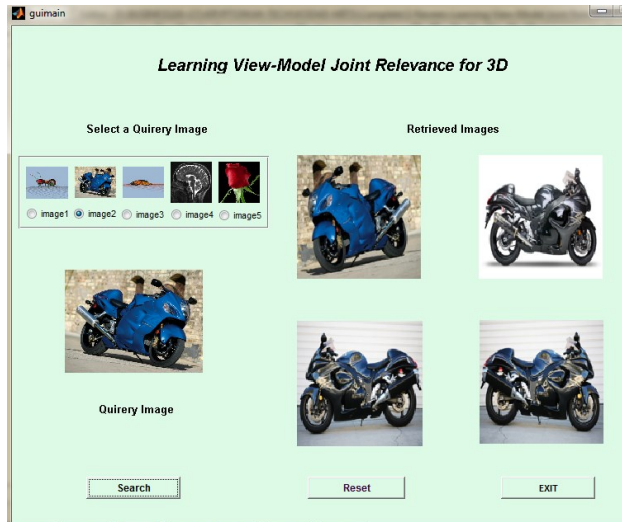 guimain
Learning View-Model Joint Relevance for 3D
Select a Quirery Image
Retrieved Images
image1 image2 image3 image4 image5
Quirery Image
Search
Reset
EXIT